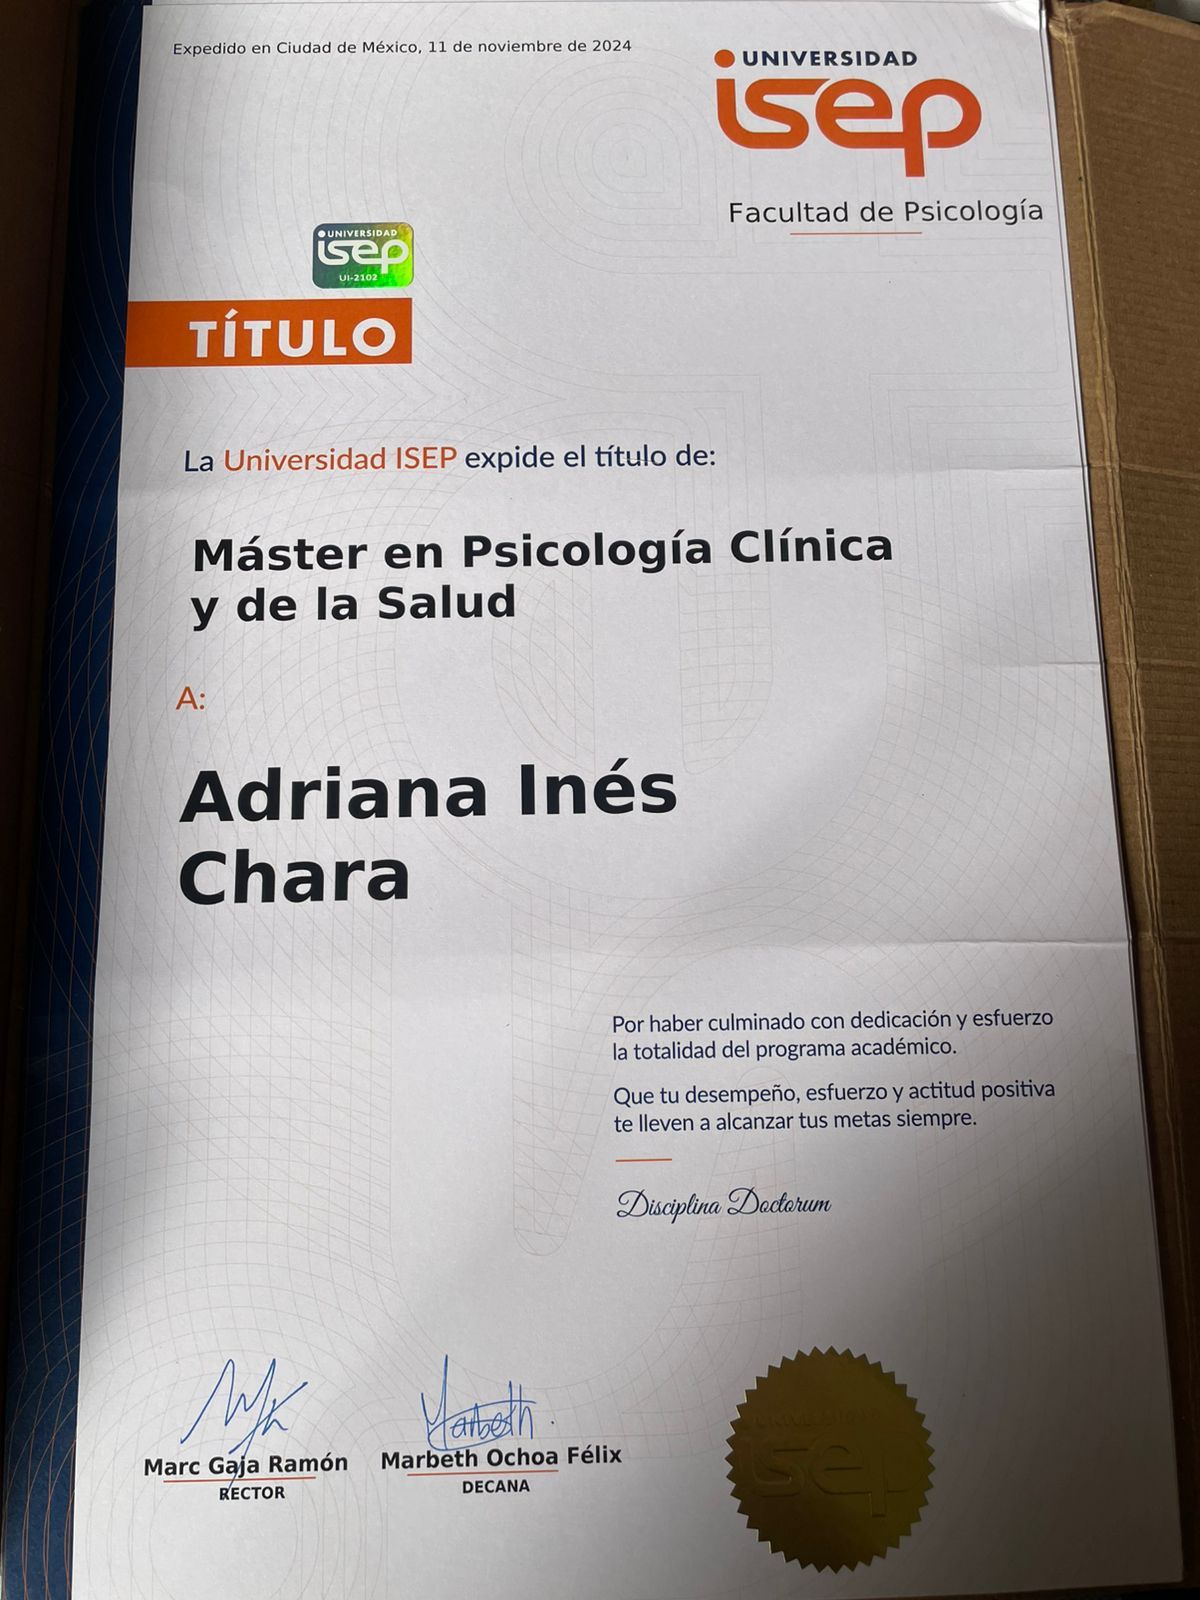 Expedido en Ciudad de México, 11 de noviembre de 2024
UNIVERSIDAD
isep
Facultad de Psicología
UNIVERSIDAD
isep
UI-2102
TÍTULO
La Universidad ISEP expide el título de:
Máster en Psicología Clínica
y de la Salud
A:
Adriana Inés
Chara
Por haber culminado con dedicación y esfuerzo
la totalidad del programa académico.
Que tu desempeño, esfuerzo y actitud positiva
te lleven a alcanzar tus metas siempre.
Disciplina Doctorum
Marbeth
Marc Gaja Ramón
RECTOR
Marbeth Ochoa Félix
DECANA
UNIVERSIDAD
isep